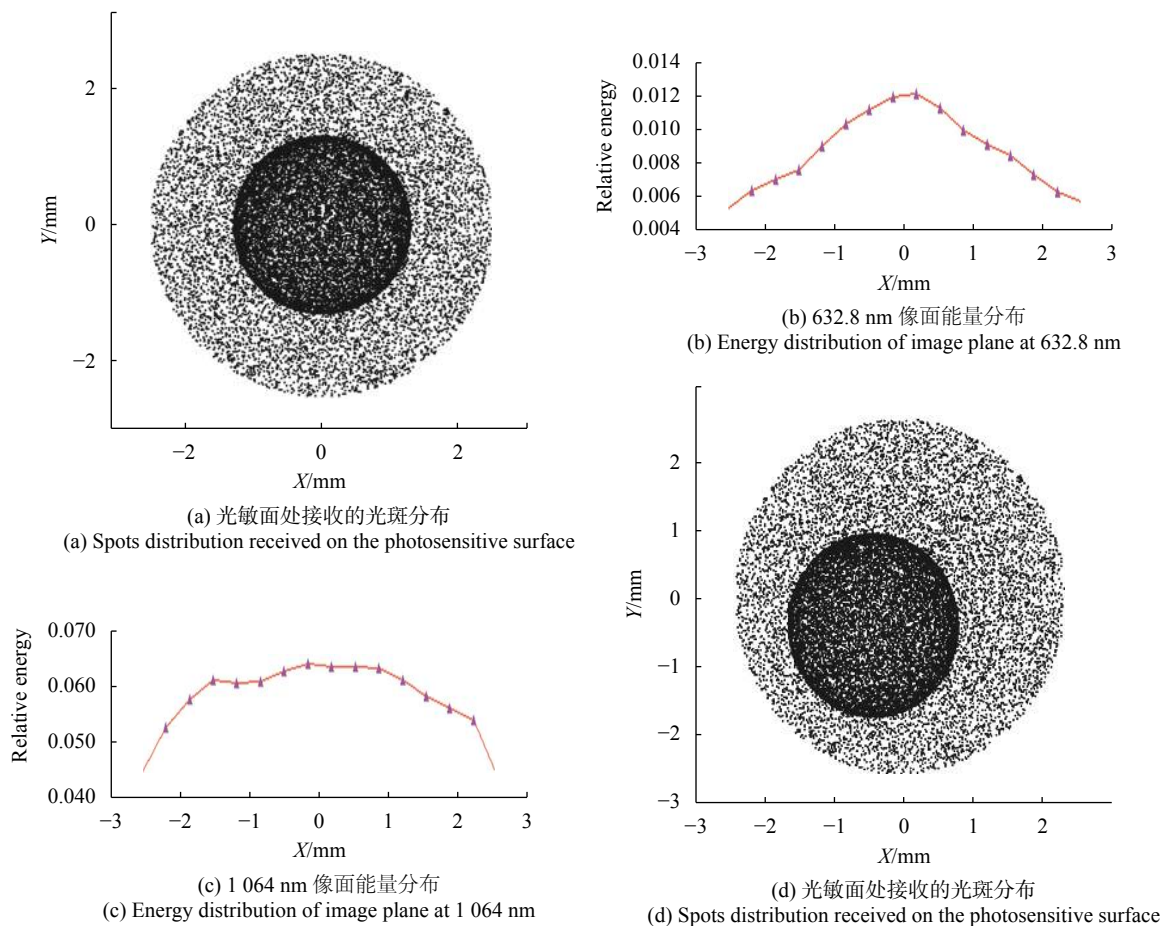 2
0
−2
Y/mm
−2
0
2
X/mm
(a) 光敏面处接收的光斑分布
(a) Spots distribution received on the photosensitive surface
0.014
0.012
0.010
0.008
0.006
0.004
Relative energy
−3
−2
−1
0
1
2
3
X/mm
(b) 632.8 nm 像面能量分布
(b) Energy distribution of image plane at 632.8 nm
0.070
0.060
0.050
0.040
Relative energy
−3
−2
−1
0
1
2
3
X/mm
(c) 1 064 nm 像面能量分布
(c) Energy distribution of image plane at 1 064 nm
2
1
0
−1
−2
−3
Y/mm
−3
−2
−1
0
1
2
X/mm
(d) 光敏面处接收的光斑分布
(d) Spots distribution received on the photosensitive surface